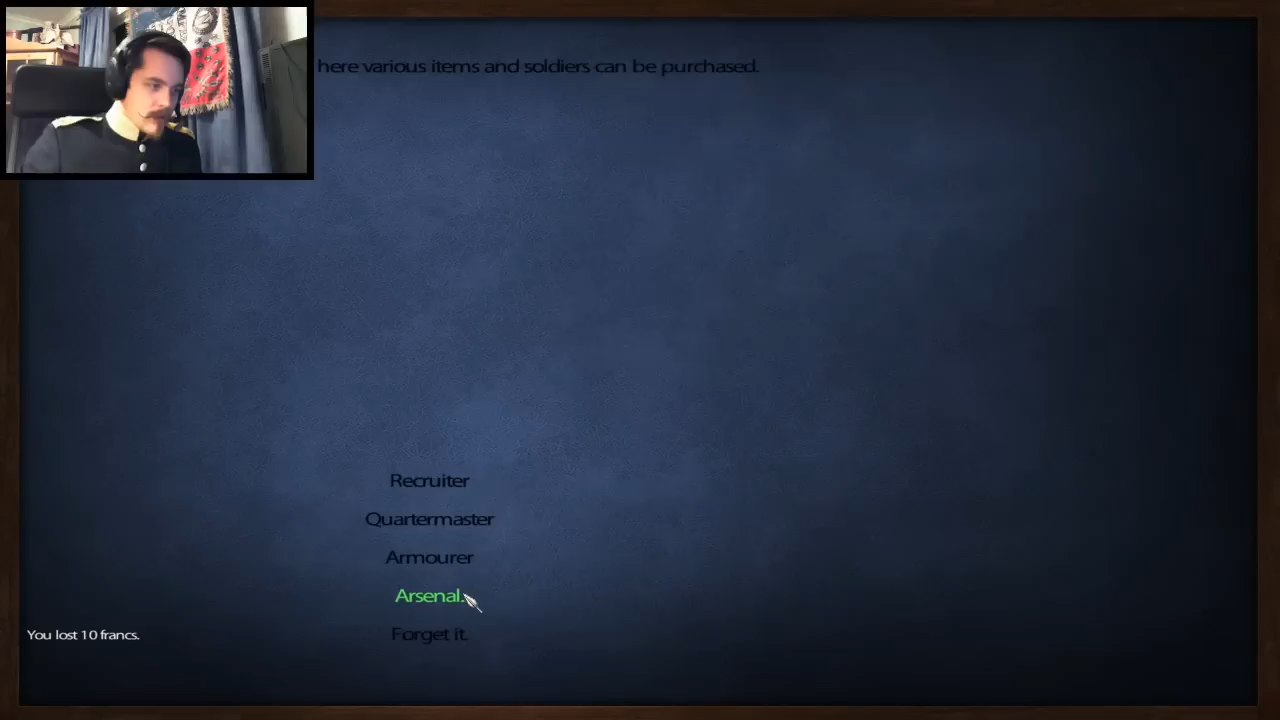 here various items and soldiers can be purchased.
Recruiter
Quartermaster
Armourer
Arsenal.
Forget it.
You lost 10 francs.